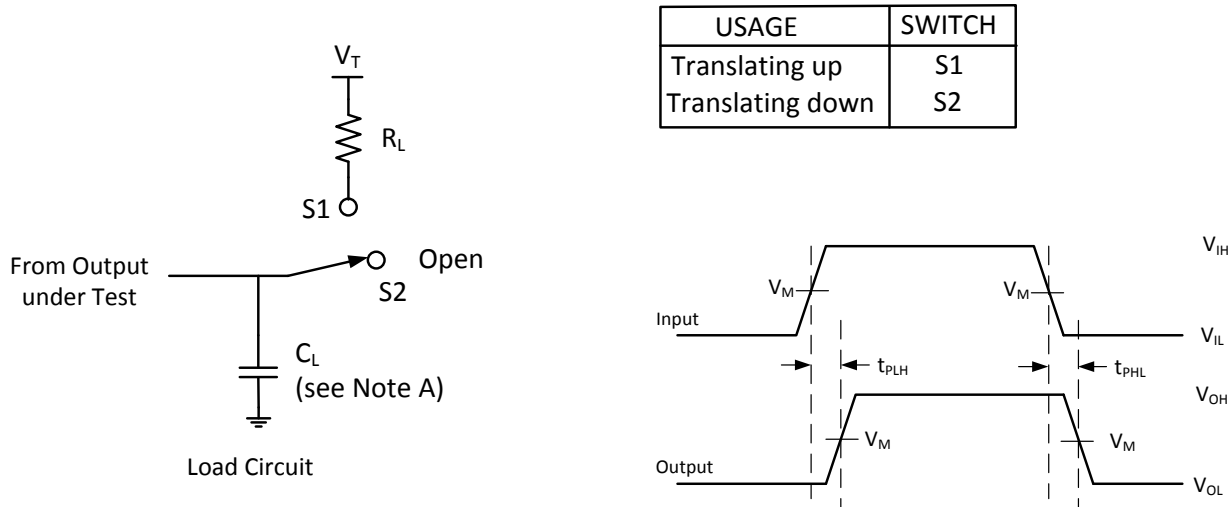 V_T
R_L
S1
From Output
under Test
Open
S2
C_L
(see Note A)
Load Circuit
USAGE SWITCH
Translating up S1
Translating down S2
V_IH
V_M V_M
Input
V_IL
t_PLH t_PHL
V_OH
V_M V_M
Output
V_OL